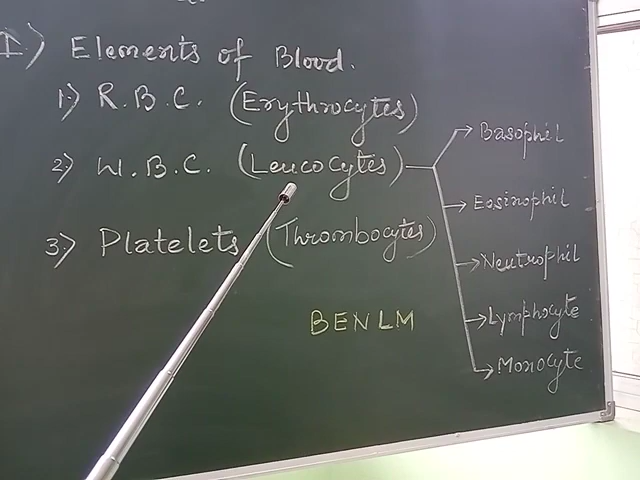 I.) Elements of Blood.
1.) R.B.C. (Erythrocytes)
2) W.B.C. (Leucocytes)
3.) Platelets (Thrombocytes)
Basophil
Eosinophil
Neutrophil
Lymphocyte
Monocyte
BENLM